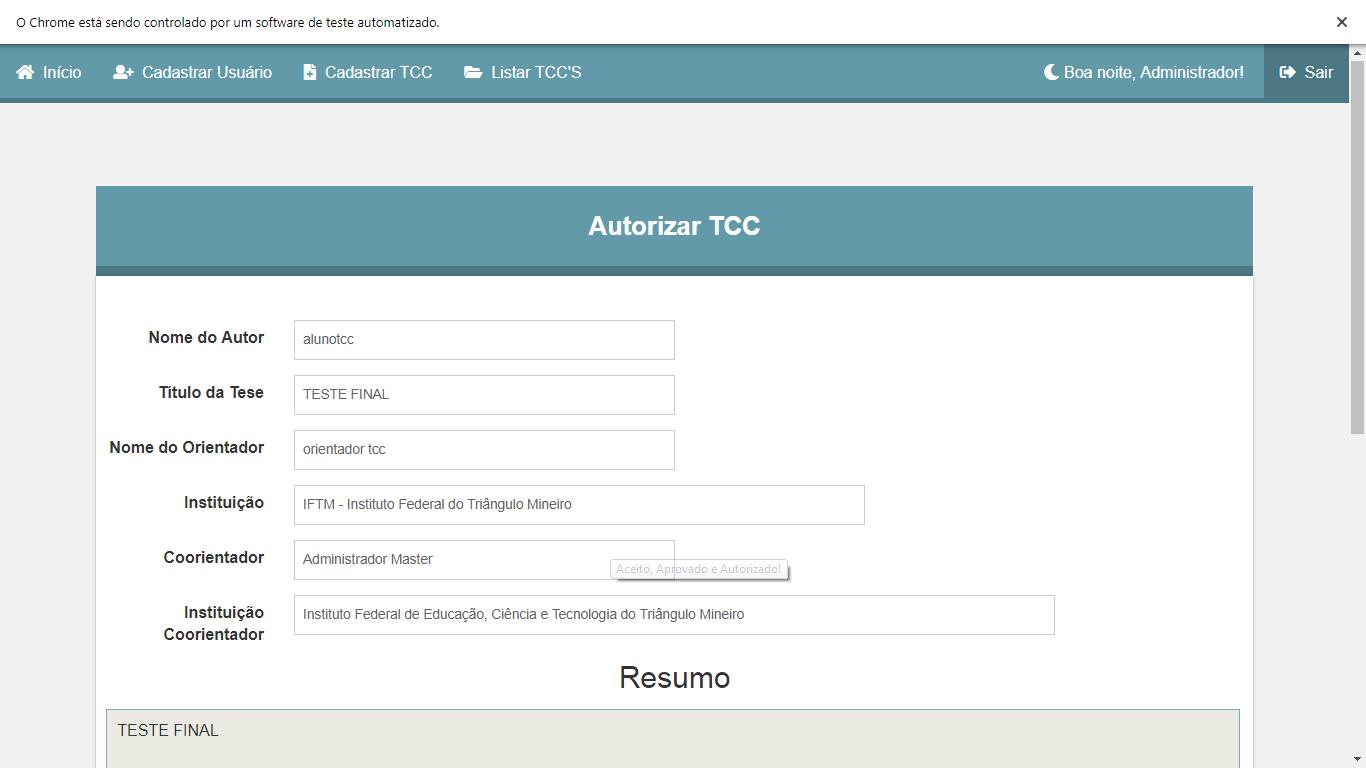 O Chrome está sendo controlado por um software de teste automatizado.
Início Cadastrar Usuário Cadastrar TCC Listar TCC'S Boa noite, Administrador! Sair
Autorizar TCC
Nome do Autor alunotcc
Título da Tese TESTE FINAL
Nome do Orientador orientador tcc
Instituição IFTM - Instituto Federal do Triângulo Mineiro
Coorientador Administrador Master
Aceito, Aprovado e Autorizado!
Instituição Coorientador Instituto Federal de Educação, Ciência e Tecnologia do Triângulo Mineiro
Resumo
TESTE FINAL